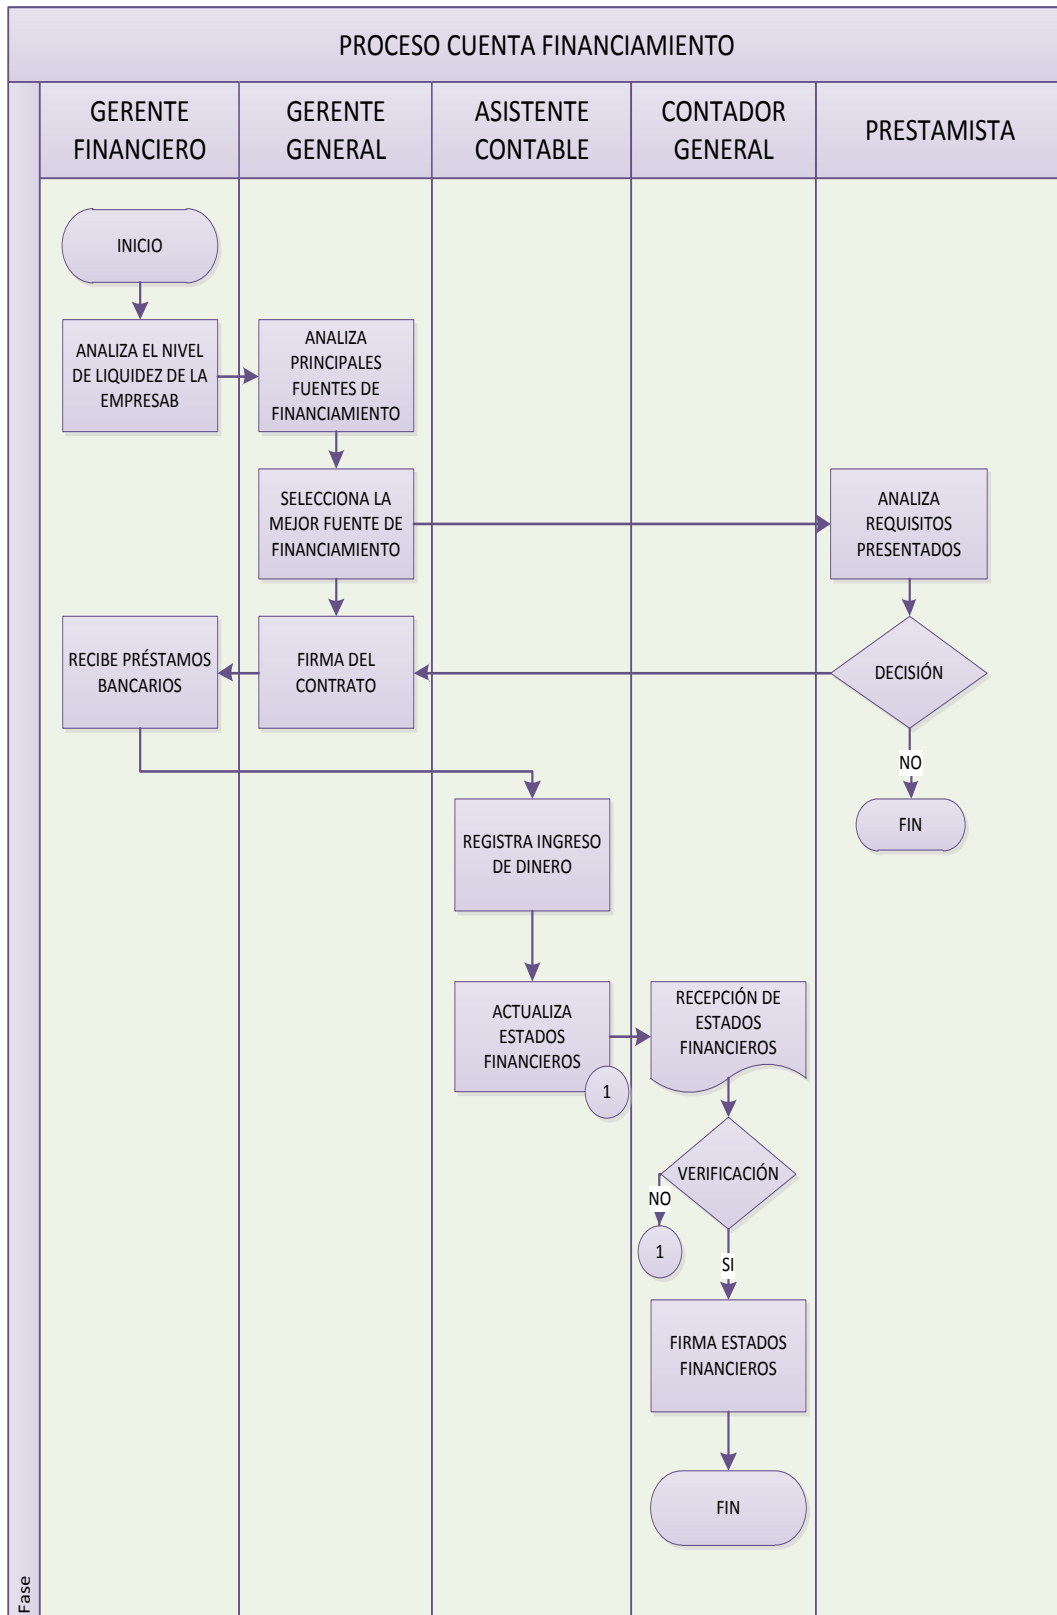 PROCESO CUENTA FINANCIAMIENTO
GERENTE
FINANCIERO
GERENTE
GENERAL
ASISTENTE
CONTABLE
CONTADOR
GENERAL
PRESTAMISTA
INICIO
ANALIZA EL NIVEL
DE LIQUIDEZ DE LA
EMPRESAB
ANALIZA
PRINCIPALES
FUENTES DE
FINANCIAMIENTO
SELECCIONA LA
MEJOR FUENTE DE
FINANCIAMIENTO
ANALIZA
REQUISITOS
PRESENTADOS
RECIBE PRÉSTAMOS
BANCARIOS
FIRMA DEL
CONTRATO
DECISIÓN
NO
FIN
REGISTRA INGRESO
DE DINERO
ACTUALIZA
ESTADOS
FINANCIEROS
1
RECEPCIÓN DE
ESTADOS
FINANCIEROS
VERIFICACIÓN
NO
1
SI
FIRMA ESTADOS
FINANCIEROS
FIN
Fase